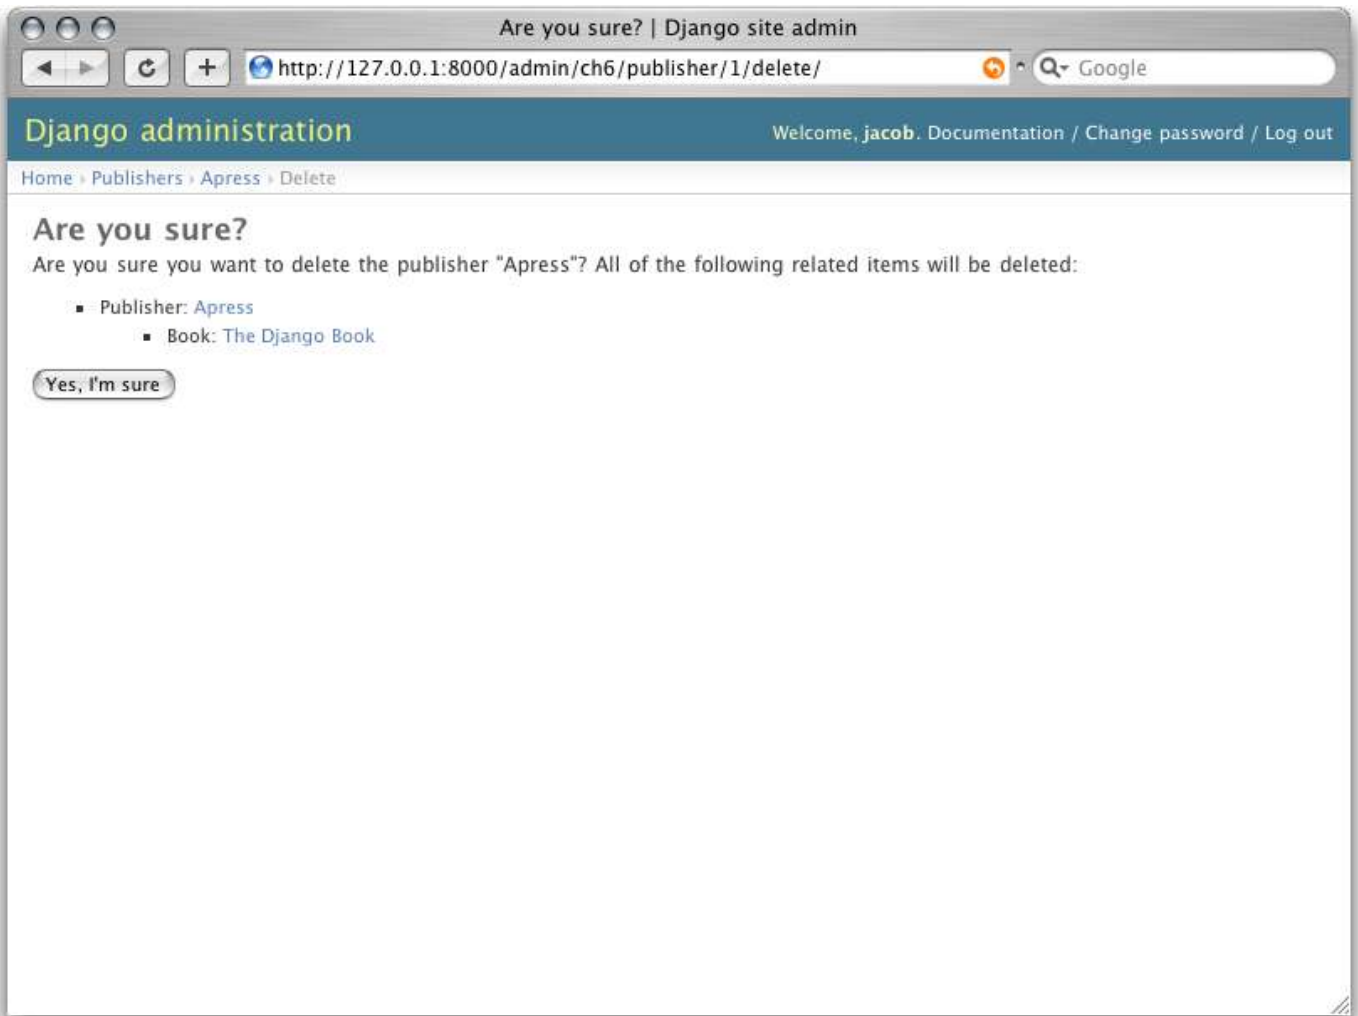 Are you sure? | Django site admin
http://127.0.0.1:8000/admin/ch6/publisher/1/delete/
Google
Django administration
Welcome, jacob. Documentation / Change password / Log out
Home › Publishers › Apress › Delete
Are you sure?
Are you sure you want to delete the publisher "Apress"? All of the following related items will be deleted:
▪ Publisher: Apress
▪ Book: The Django Book
Yes, I'm sure